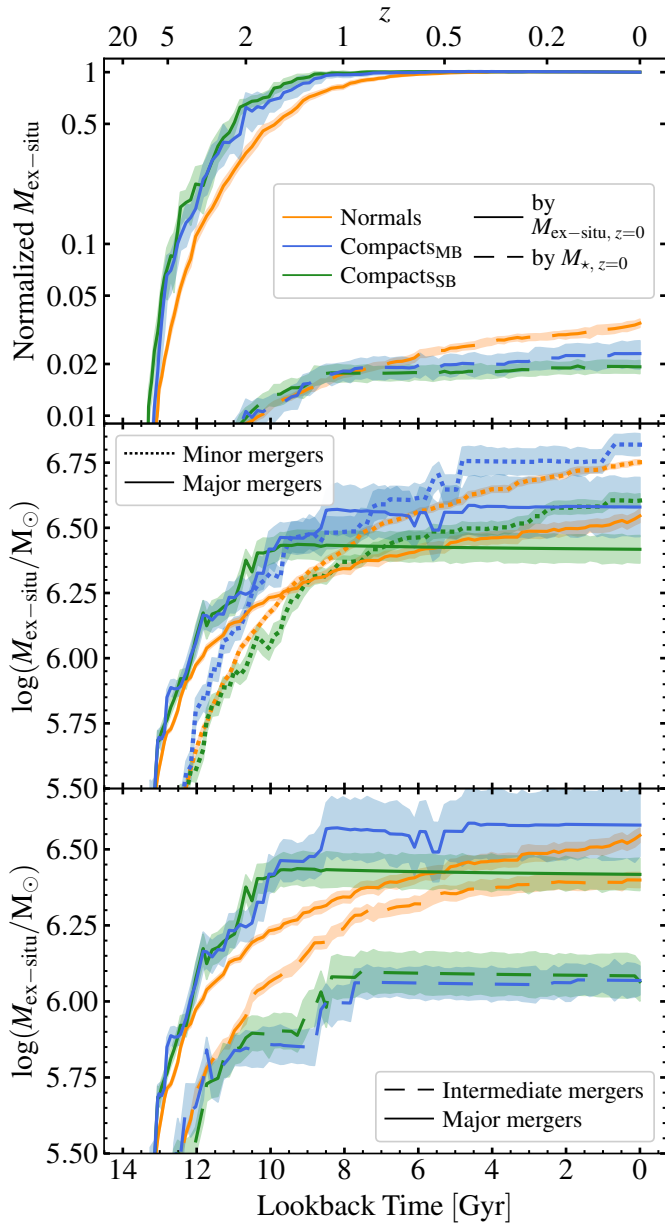 z
20 5 2 1 0.5 0.2 0
Normalized M_ex−situ
1
0.5
0.1
0.05
0.02
0.01
Normals
Compacts_MB
Compacts_SB
by
M_ex−situ, z=0
by M_⋆, z=0
log(M_ex−situ/M_⊙)
6.75
6.50
6.25
6.00
5.75
5.50
Minor mergers
Major mergers
log(M_ex−situ/M_⊙)
6.50
6.25
6.00
5.75
5.50
Intermediate mergers
Major mergers
14 12 10 8 6 4 2 0
Lookback Time [Gyr]